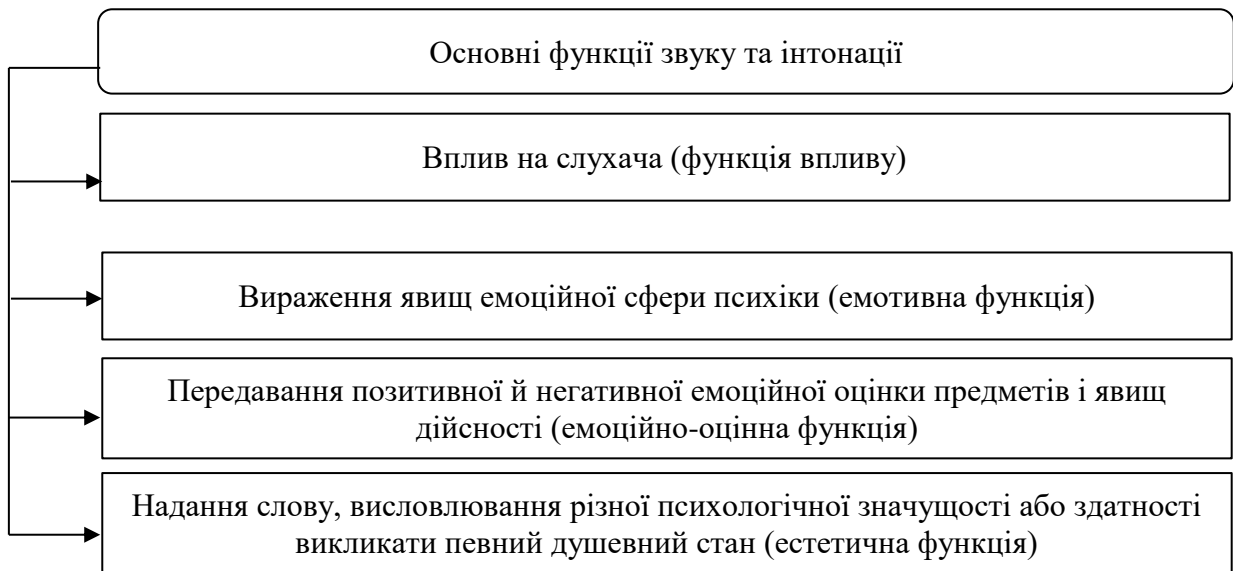 Основні функції звуку та інтонації
Вплив на слухача (функція впливу)
Вираження явищ емоційної сфери психіки (емотивна функція)
Передавання позитивної й негативної емоційної оцінки предметів і явищ
дійсності (емоційно-оцінна функція)
Надання слову, висловлювання різної психологічної значущості або здатності
викликати певний душевний стан (естетична функція)